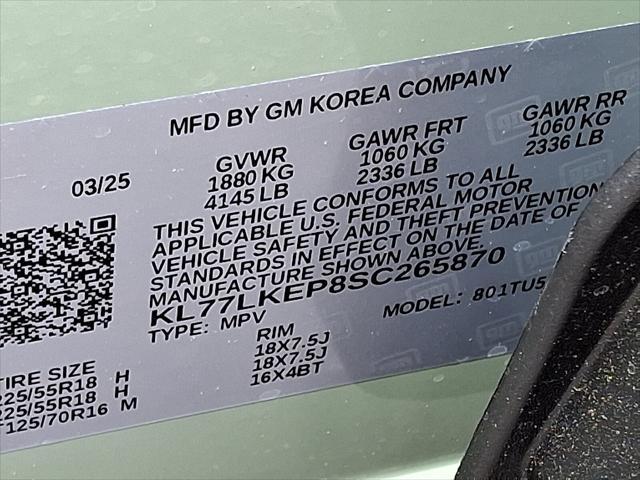 MFD BY GM KOREA COMPANY
03/25
GVWR
1880 KG
4145 LB
GAWR FRT
1060 KG
2336 LB
GAWR RR
1060 KG
2336 LB
THIS VEHICLE CONFORMS TO ALL
APPLICABLE U.S. FEDERAL MOTOR
VEHICLE SAFETY AND THEFT PREVENTION
STANDARDS IN EFFECT ON THE DATE OF
MANUFACTURE SHOWN ABOVE.
KL77LKEP8SC265870
TYPE: MPV
MODEL: 801TU5
TIRE SIZE
225/55R18 H
225/55R18 H
T125/70R16 M
RIM
18X7.5J
18X7.5J
16X4BT